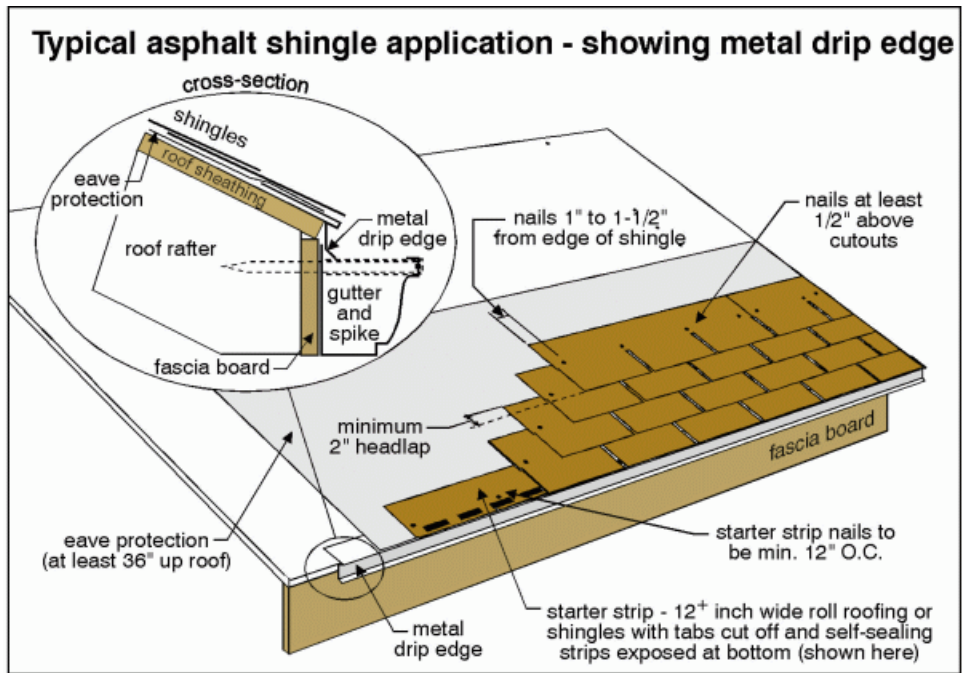 Typical asphalt shingle application - showing metal drip edge
cross-section
shingles
roof sheathing
eave
protection
metal
drip edge
roof rafter
gutter
and
spike
fascia board
nails 1" to 1-1/2"
from edge of shingle
nails at least
1/2" above
cutouts
minimum
2" headlap
fascia board
eave protection
(at least 36" up roof)
starter strip nails to
be min. 12" O.C.
metal
drip edge
starter strip - 12+ inch wide roll roofing or
shingles with tabs cut off and self-sealing
strips exposed at bottom (shown here)